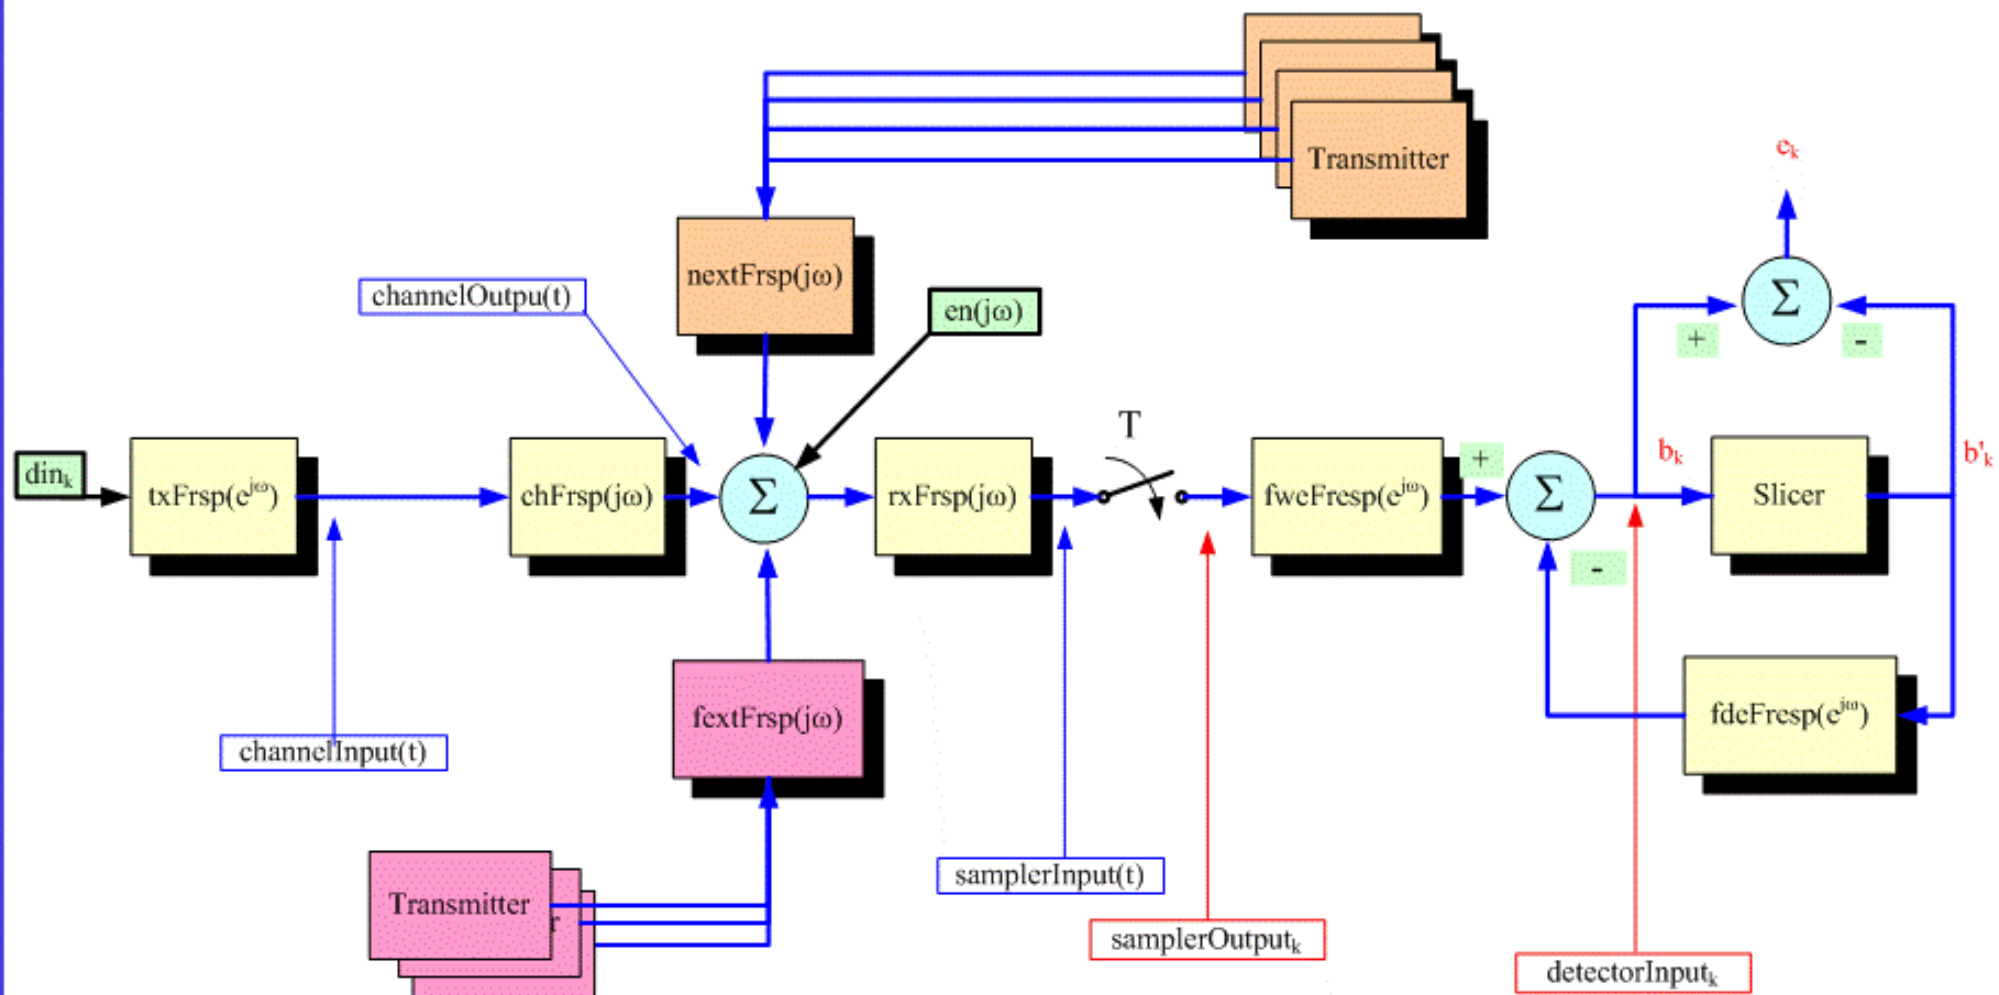 Transmitter
e_k
nextFrsp(jω)
channelOutpu(t)
en(jω)
Σ
+
-
T
din_k
txFrsp(e^jω)
chFrsp(jω)
Σ
rxFrsp(jω)
fweFresp(e^jω)
+
Σ
-
b_k
Slicer
b'_k
fextFrsp(jω)
fdeFresp(e^jω)
channelInput(t)
samplerInput(t)
Transmitter
r
samplerOutput_k
detectorInput_k